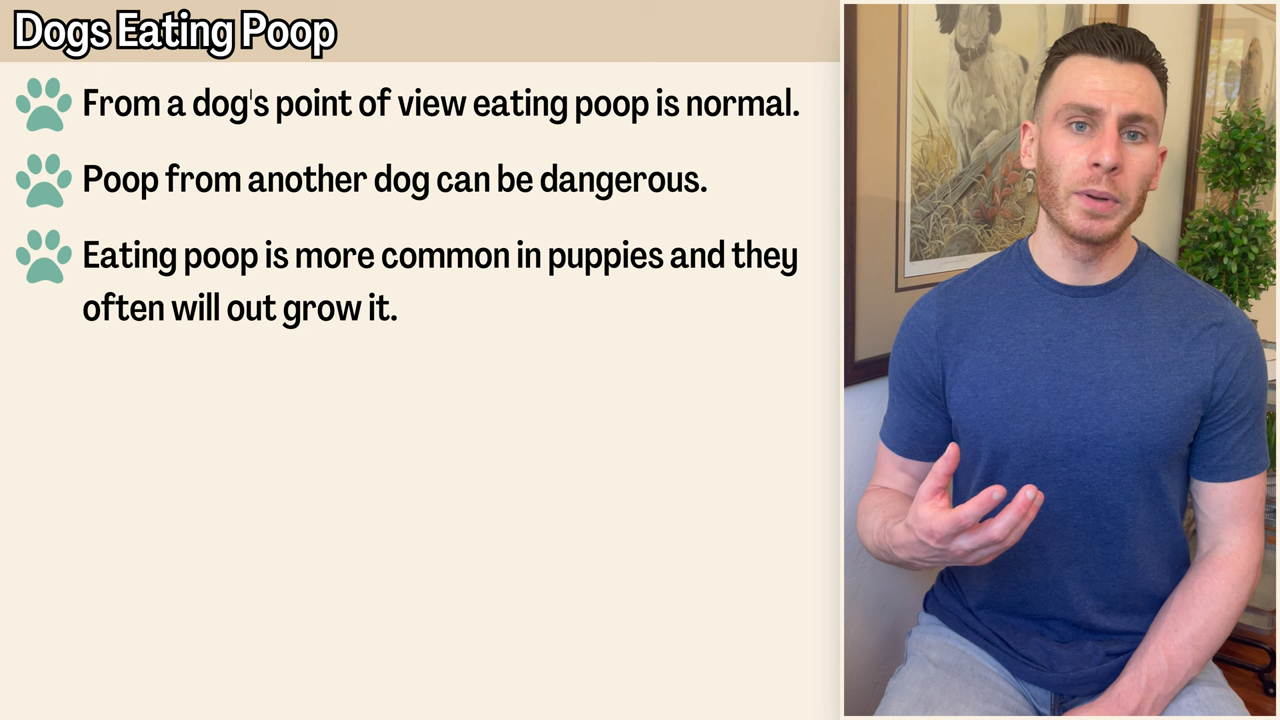 Dogs Eating Poop
From a dog's point of view eating poop is normal.
Poop from another dog can be dangerous.
Eating poop is more common in puppies and they
often will out grow it.